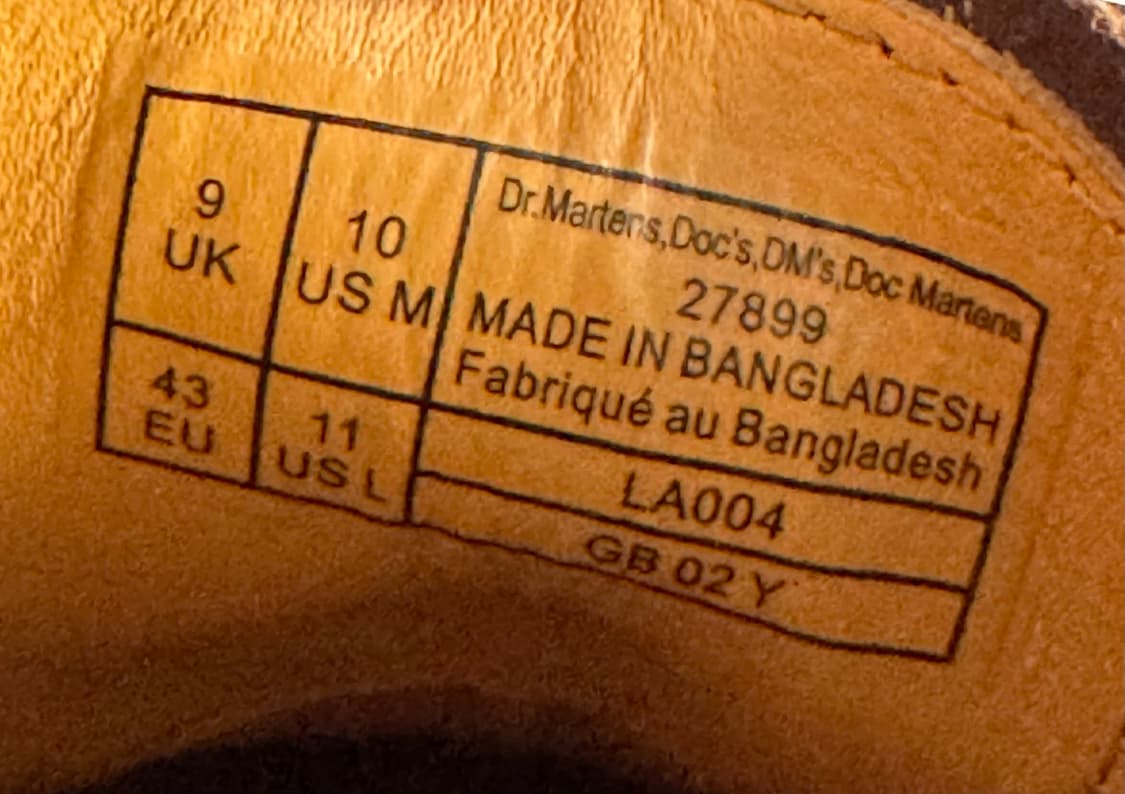 9
UK
10
US M
43
EU
11
US L
Dr.Martens,Doc's,DM's,Doc Martens
27899
MADE IN BANGLADESH
Fabriqué au Bangladesh
LA004
GB 02 Y